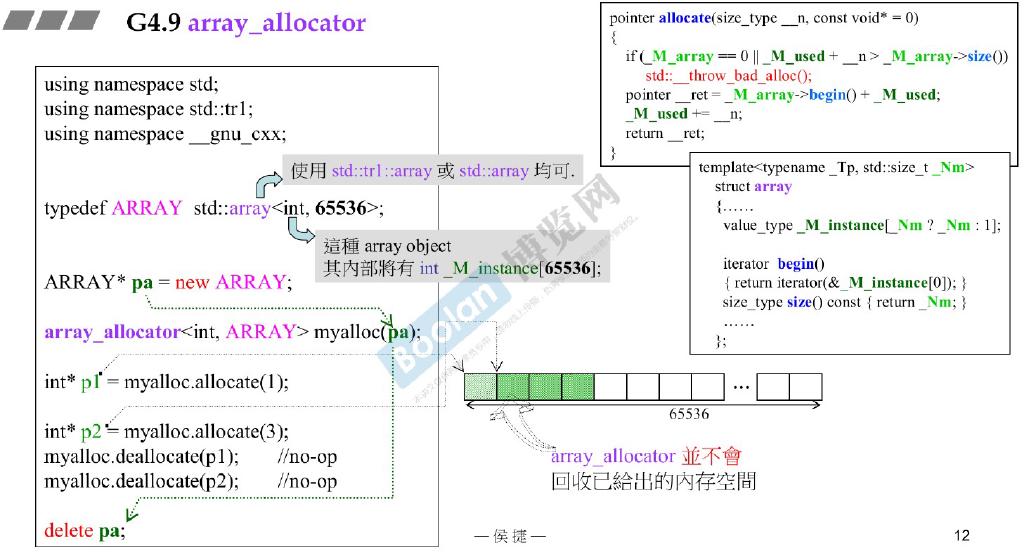 G4.9 array_allocator
pointer allocate(size_type __n, const void* = 0)
{
if (_M_array == 0 || _M_used + __n > _M_array->size())
std::__throw_bad_alloc();
pointer __ret = _M_array->begin() + _M_used;
_M_used += __n;
return __ret;
}
using namespace std;
using namespace std::tr1;
using namespace __gnu_cxx;
使用 std::tr1::array 或 std::array 均可.
typedef ARRAY std::array<int, 65536>;
這種 array object
其內部將有 int _M_instance[65536];
ARRAY* pa = new ARRAY;
array_allocator<int, ARRAY> myalloc(pa);
int* p1 = myalloc.allocate(1);
int* p2 = myalloc.allocate(3);
myalloc.deallocate(p1); //no-op
myalloc.deallocate(p2); //no-op
delete pa;
template<typename _Tp, std::size_t _Nm>
struct array
{……
value_type _M_instance[_Nm ? _Nm : 1];
iterator begin()
{ return iterator(&_M_instance[0]); }
size_type size() const { return _Nm; }
……
};
...
65536
array_allocator 並不會
回收已給出的內存空間
Boolan 博览网
— 侯捷 —
12